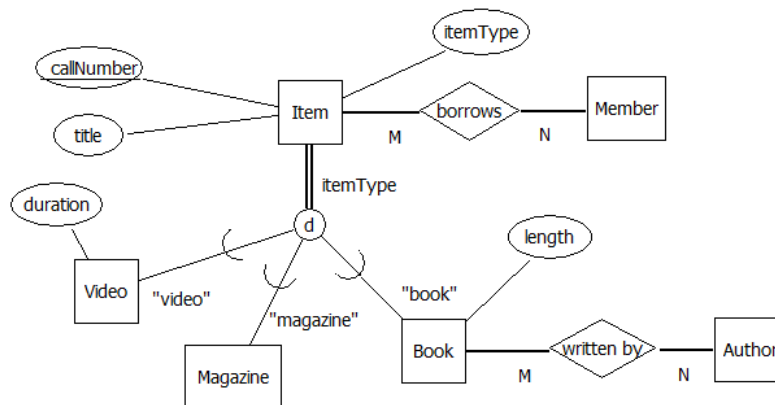 itemType
callNumber
Item
borrows
Member
M
N
title
itemType
duration
d
length
Video
"video"
"magazine"
"book"
Magazine
Book
written by
Author
M
N